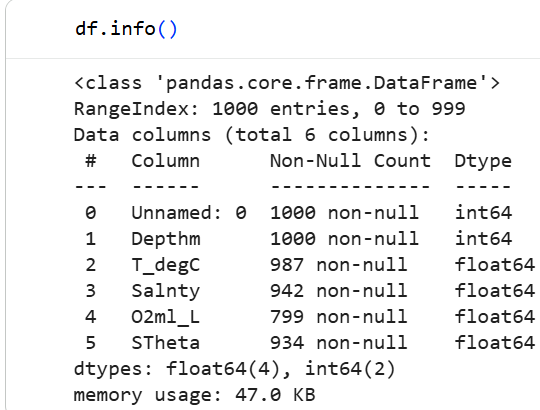 df.info()
<class 'pandas.core.frame.DataFrame'>
RangeIndex: 1000 entries, 0 to 999
Data columns (total 6 columns):
 #   Column      Non-Null Count  Dtype
---  ------      --------------  -----
 0   Unnamed: 0  1000 non-null   int64
 1   Depthm      1000 non-null   int64
 2   T_degC      987 non-null    float64
 3   Salnty      942 non-null    float64
 4   O2ml_L      799 non-null    float64
 5   STheta      934 non-null    float64
dtypes: float64(4), int64(2)
memory usage: 47.0 KB